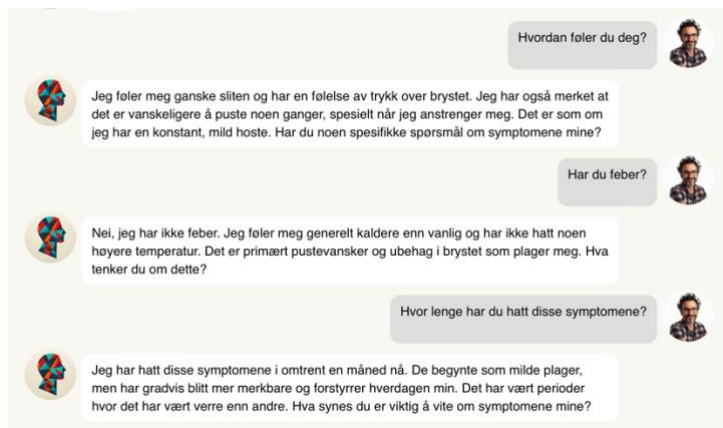 Hvordan føler du deg?
Jeg føler meg ganske sliten og har en følelse av trykk over brystet. Jeg har også merket at
det er vanskeligere å puste noen ganger, spesielt når jeg anstrenger meg. Det er som om
jeg har en konstant, mild hoste. Har du noen spesifikke spørsmål om symptomene mine?
Har du feber?
Nei, jeg har ikke feber. Jeg føler meg generelt kaldere enn vanlig og har ikke hatt noen
høyere temperatur. Det er primært pustevansker og ubehag i brystet som plager meg. Hva
tenker du om dette?
Hvor lenge har du hatt disse symptomene?
Jeg har hatt disse symptomene i omtrent en måned nå. De begynte som milde plager,
men har gradvis blitt mer merkbare og forstyrrer hverdagen min. Det har vært perioder
hvor det har vært verre enn andre. Hva synes du er viktig å vite om symptomene mine?